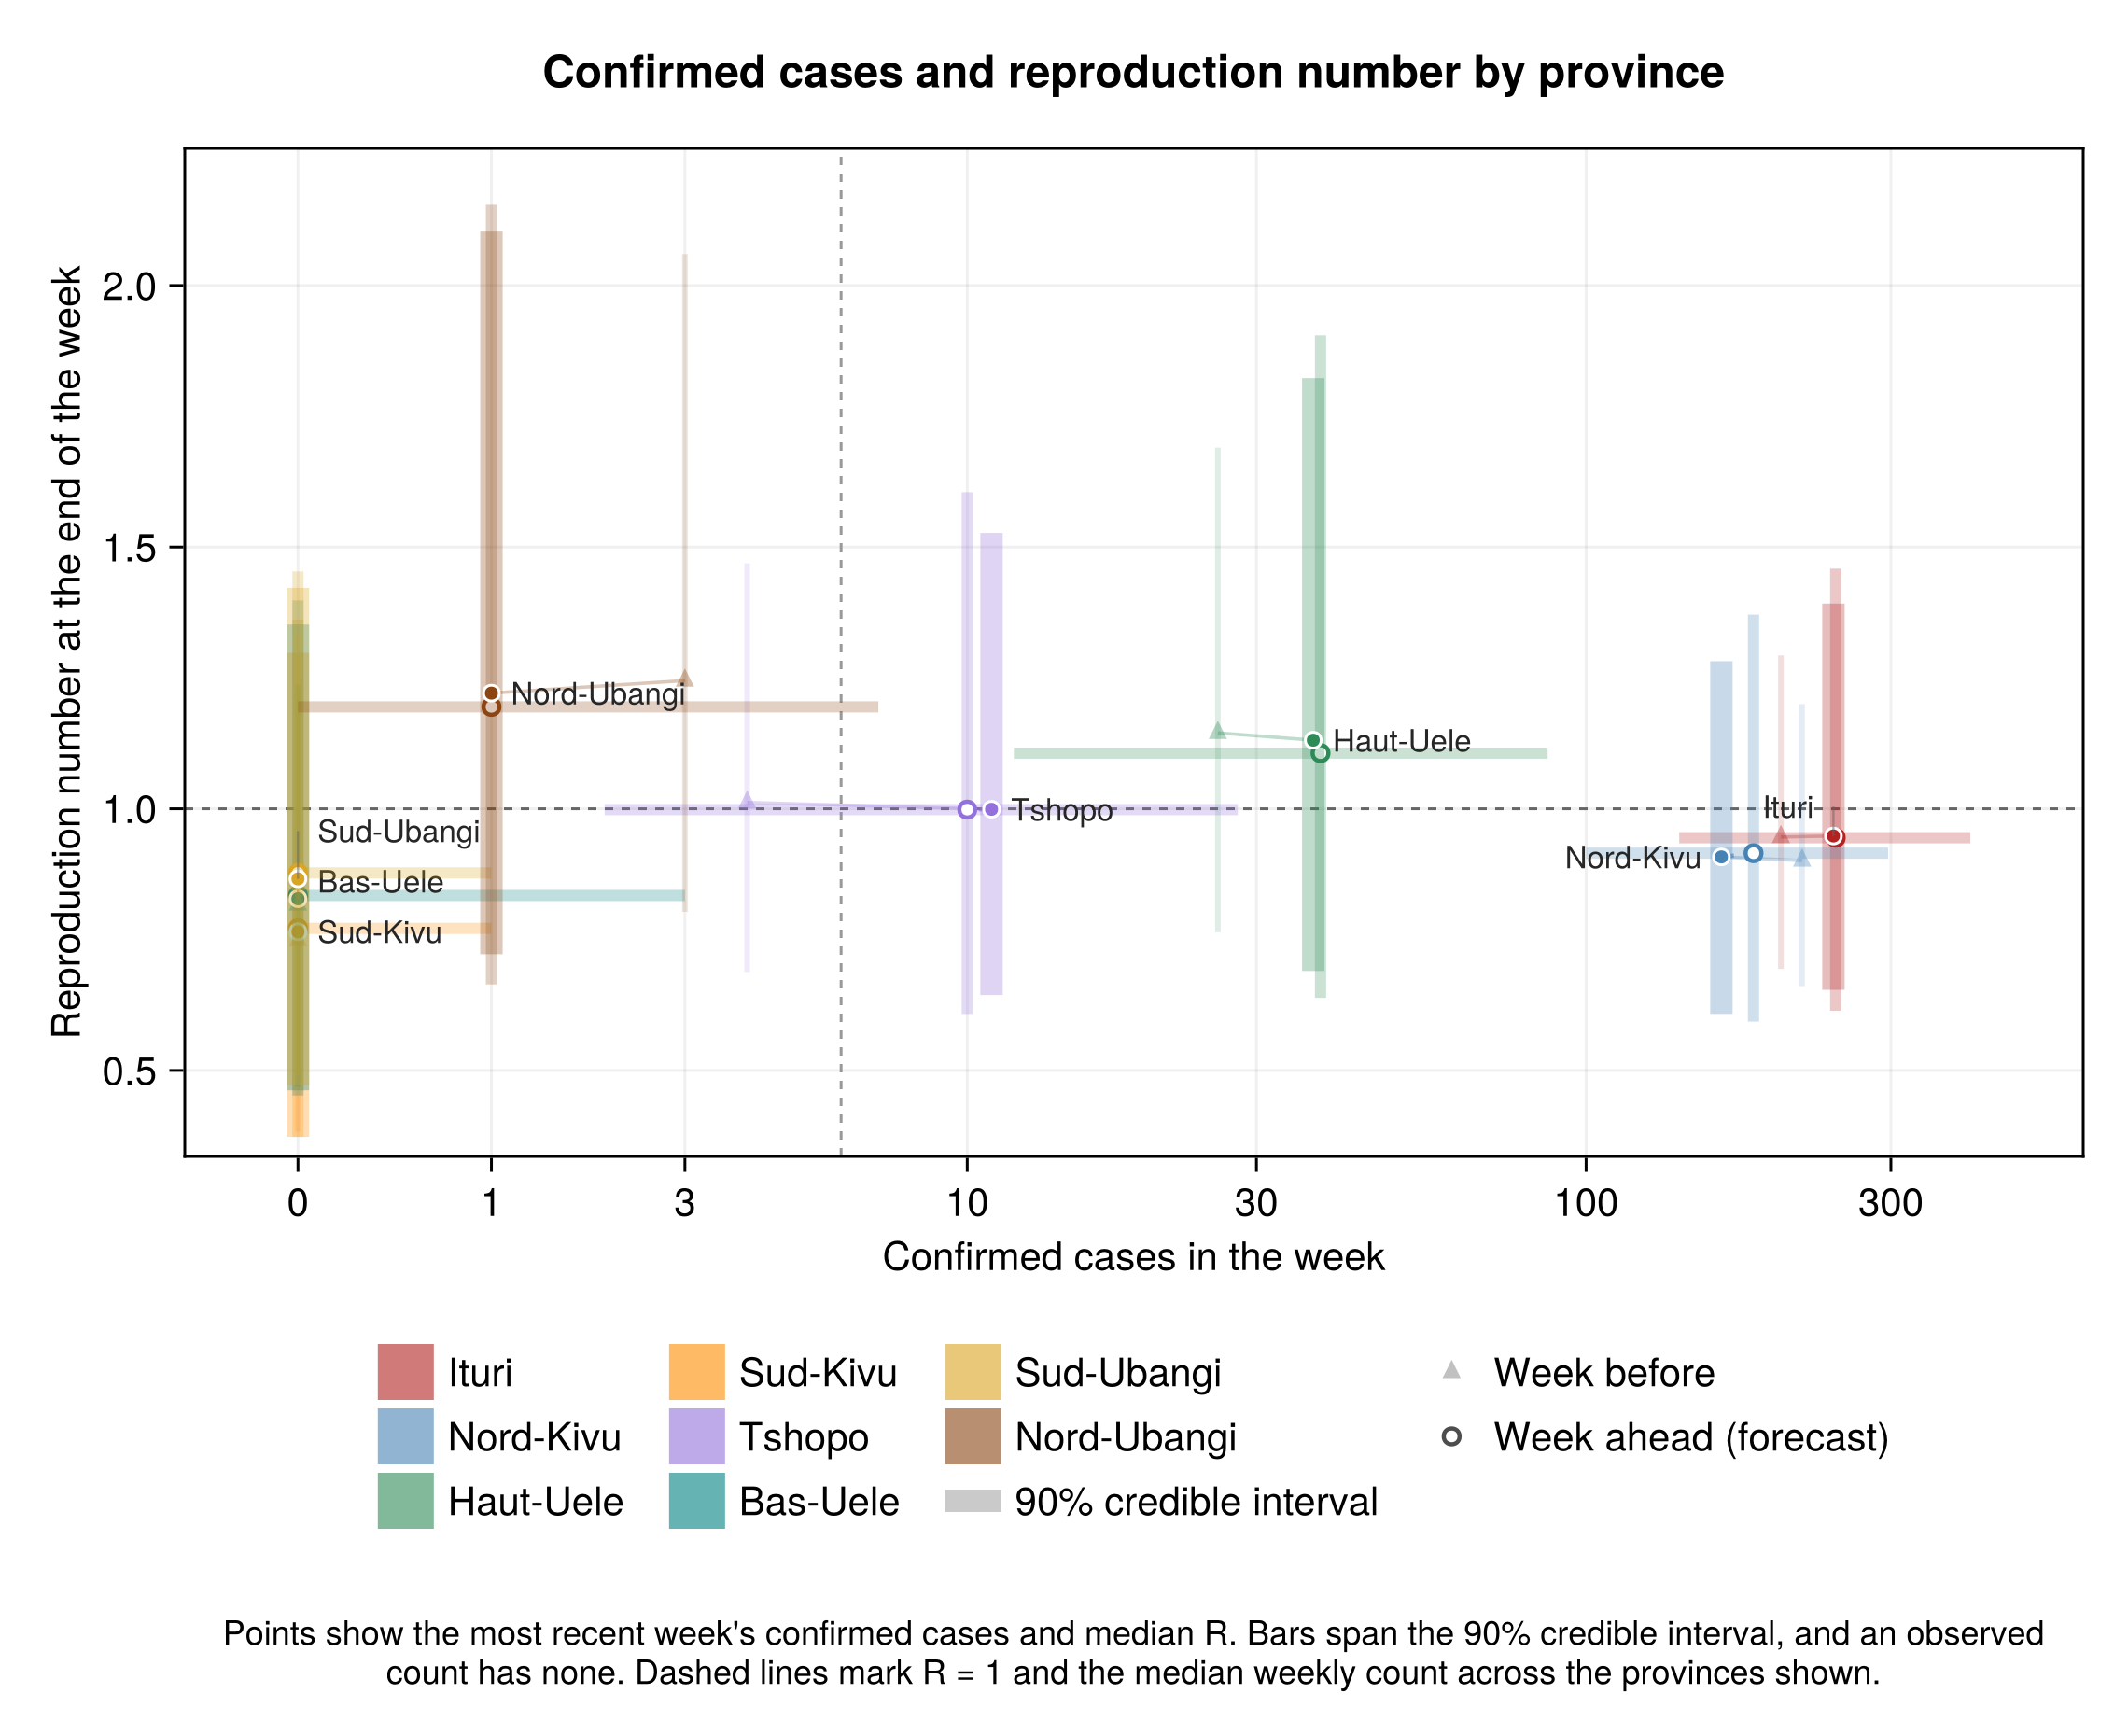 Confirmed cases and reproduction number by province
Reproduction number at the end of the week
2.0
1.5
1.0
0.5
Nord-Ubangi
Haut-Uele
Tshopo
Ituri
Nord-Kivu
Sud-Ubangi
Bas-Uele
Sud-Kivu
0 1 3 10 30 100 300
Confirmed cases in the week
Ituri Sud-Kivu Sud-Ubangi Week before
Nord-Kivu Tshopo Nord-Ubangi Week ahead (forecast)
Haut-Uele Bas-Uele 90% credible interval
Points show the most recent week's confirmed cases and median R. Bars span the 90% credible interval, and an observed
count has none. Dashed lines mark R = 1 and the median weekly count across the provinces shown.